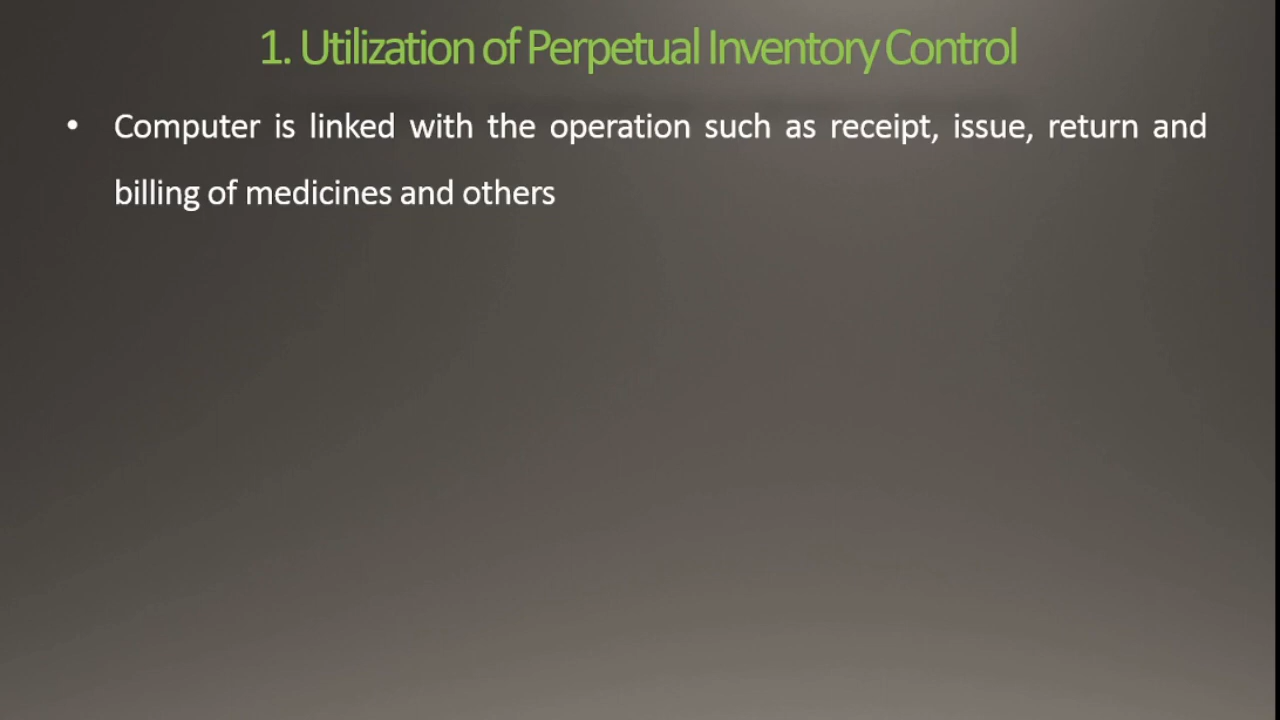 1. Utilization of Perpetual Inventory Control
• Computer is linked with the operation such as receipt, issue, return and
billing of medicines and others